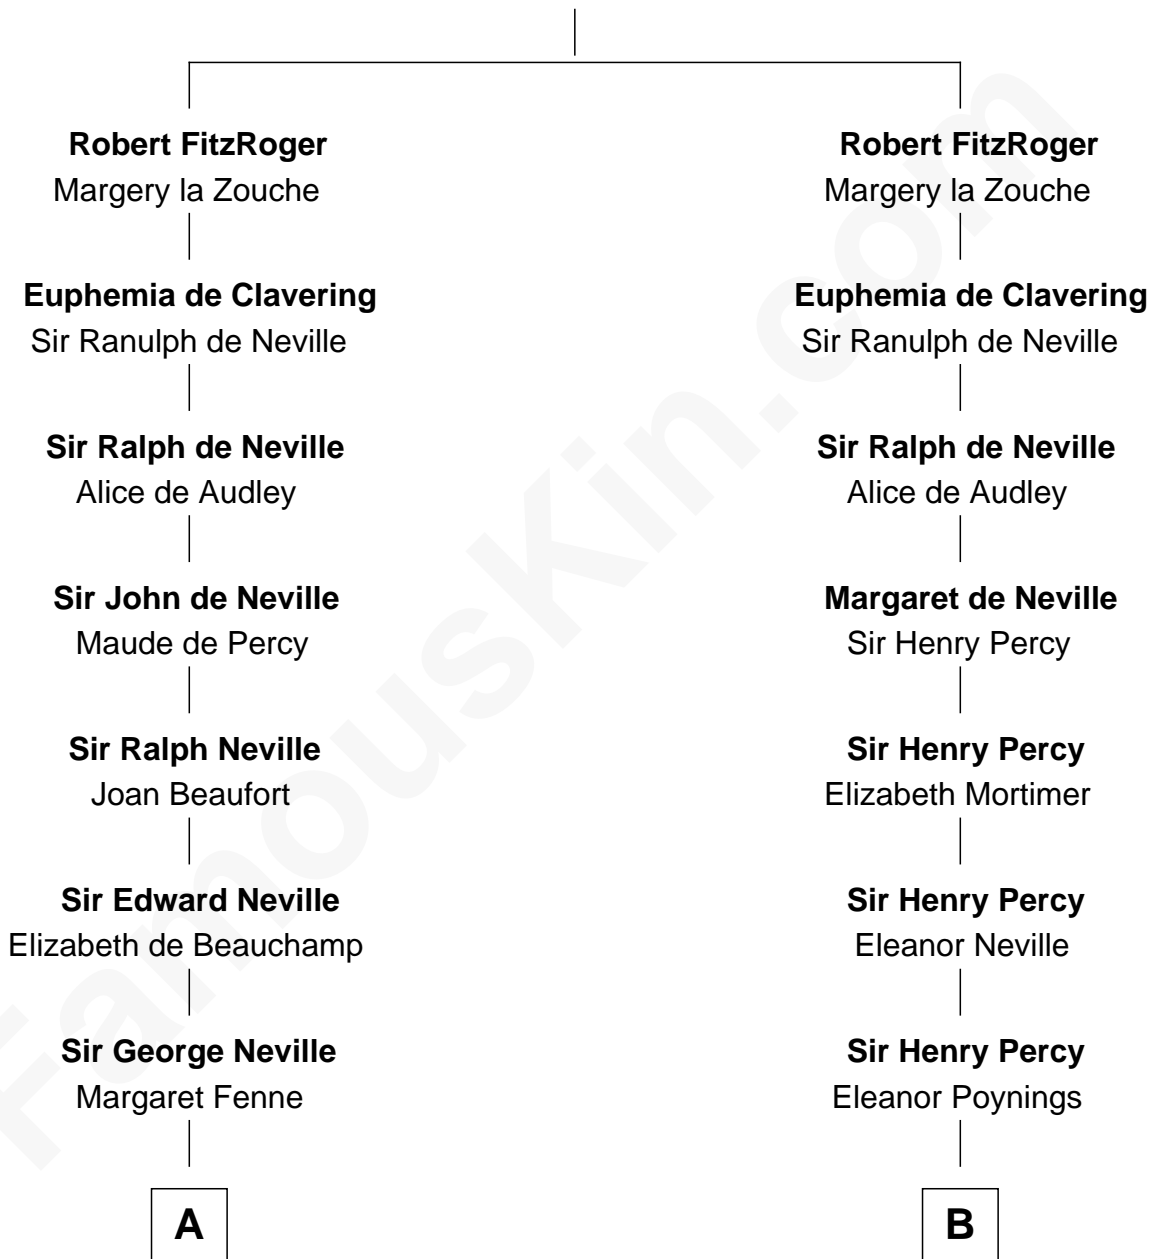 Robert FitzRoger
Margery la Zouche
Euphemia de Clavering
Sir Ranulph de Neville
Sir Ralph de Neville
Alice de Audley
Sir John de Neville
Maude de Percy
Sir Ralph Neville
Joan Beaufort
Sir Edward Neville
Elizabeth de Beauchamp
Sir George Neville
Margaret Fenne
A
Robert FitzRoger
Margery la Zouche
Euphemia de Clavering
Sir Ranulph de Neville
Sir Ralph de Neville
Alice de Audley
Margaret de Neville
Sir Henry Percy
Sir Henry Percy
Elizabeth Mortimer
Sir Henry Percy
Eleanor Neville
Sir Henry Percy
Eleanor Poynings
B
FamousKin.com